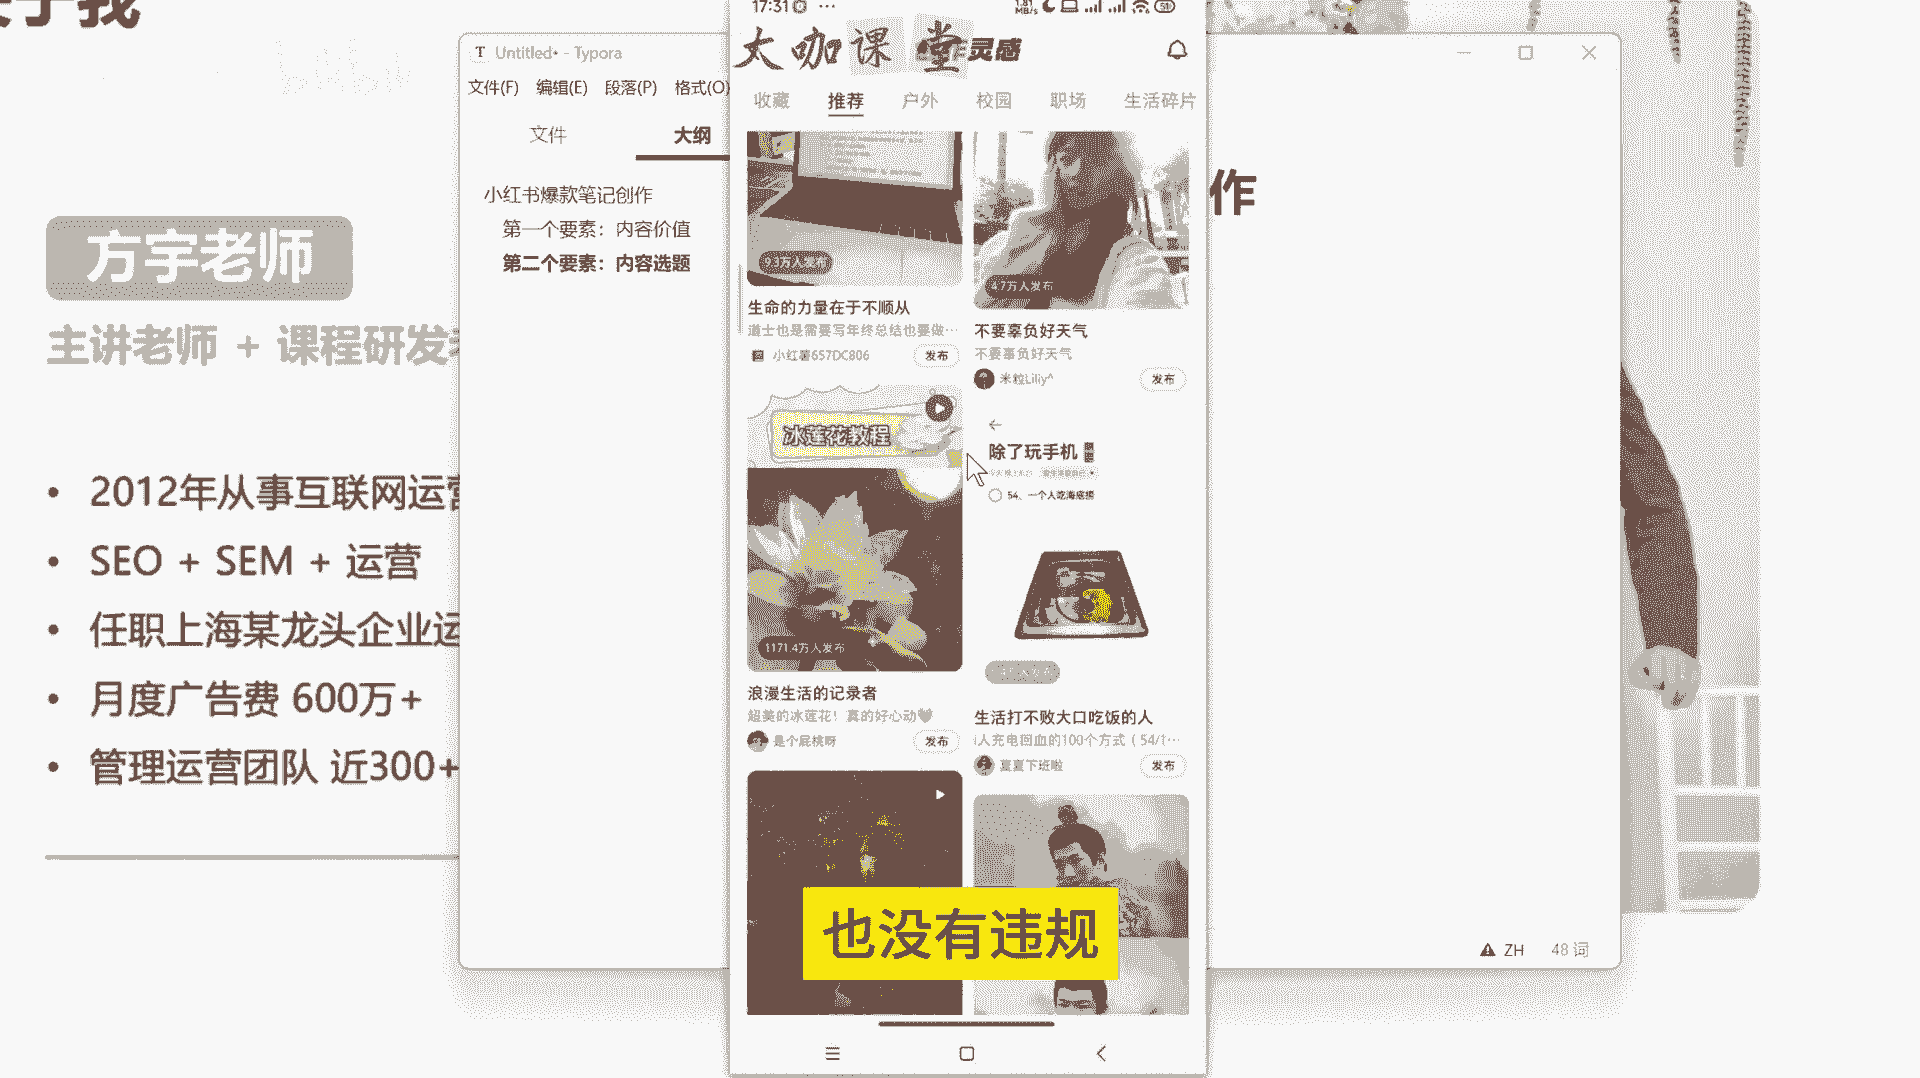 方宇老师
主讲老师 + 课程研发
• 2012年从事互联网运营
• SEO + SEM + 运营
• 任职上海某龙头企业运
• 月度广告费 600万+
• 管理运营团队 近300+
T Untitled• - Typora
文件(F) 编辑(E) 段落(P) 格式(O)
文件 大纲
小红书爆款笔记创作
第一个要素：内容价值
第二个要素：内容选题
作
ZH 48 词
17:31
太咖课堂
灵感
收藏 推荐 户外 校园 职场 生活碎片
9.3万人发布
生命的力量在于不顺从
道士也是需要写年终总结也要做…
小红薯657DC806 发布
4.7万人发布
不要辜负好天气
不要辜负好天气
米粒Liliy^ 发布
冰莲花教程
1171.4万人发布
浪漫生活的记录者
超美的冰莲花！真的好心动
是个屁桃呀 发布
除了玩手机
54、一个人吃海底捞
生活打不败大口吃饭的人
i人充电回血的100个方式（54/1…
夏夏下班啦 发布
也没有违规